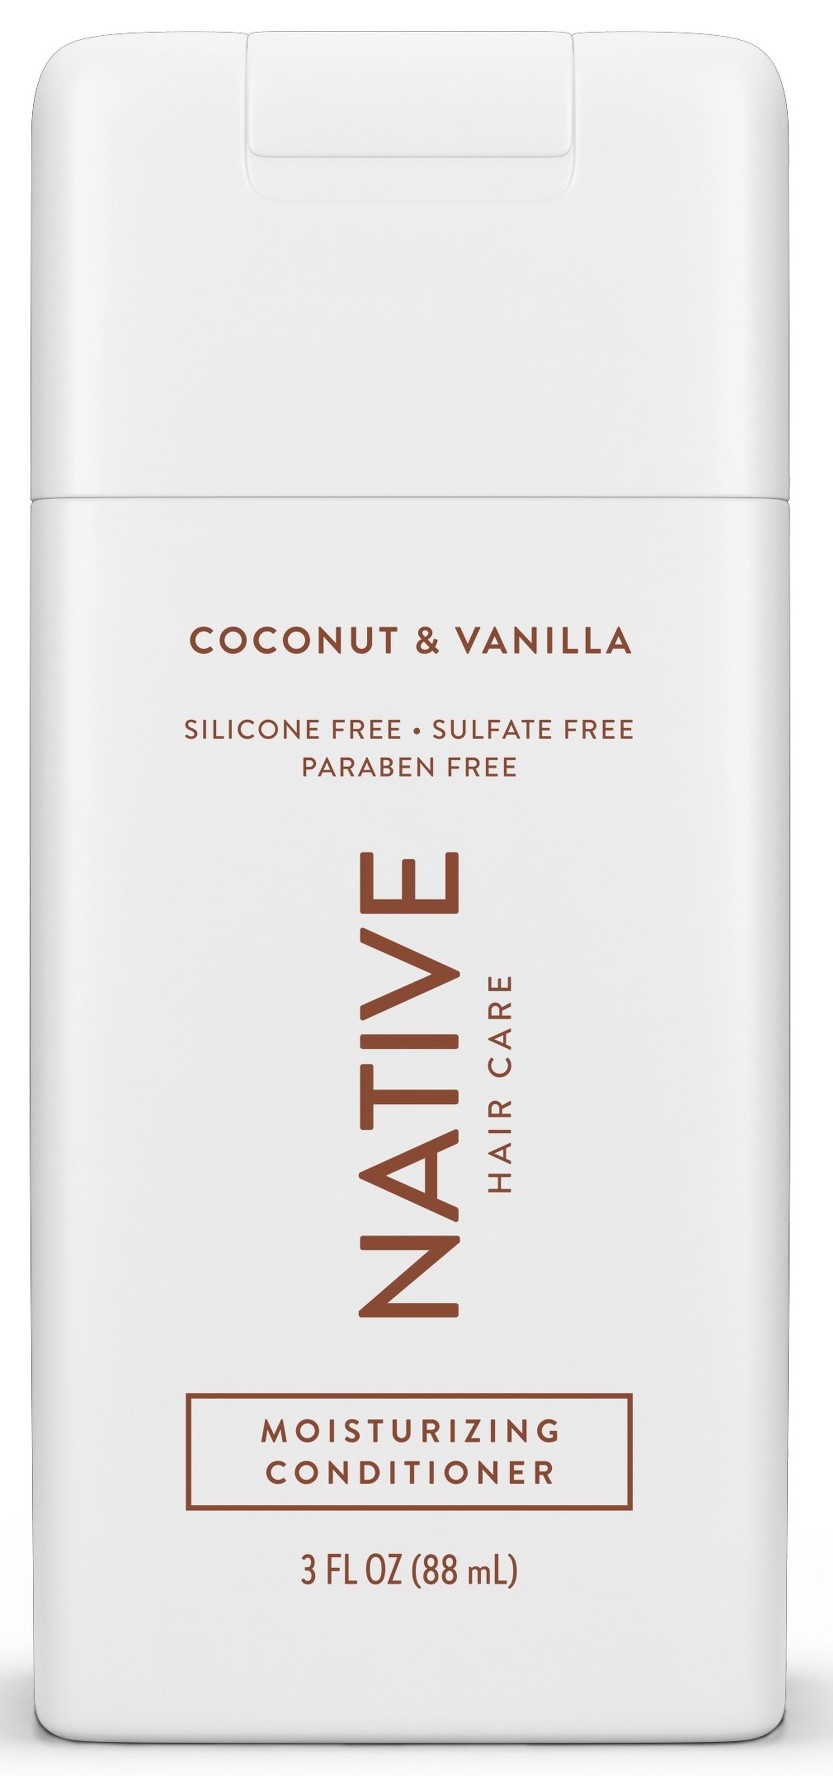 COCONUT & VANILLA
SILICONE FREE • SULFATE FREE
PARABEN FREE
NATIVE
HAIR CARE
MOISTURIZING
CONDITIONER
3 FL OZ (88 mL)